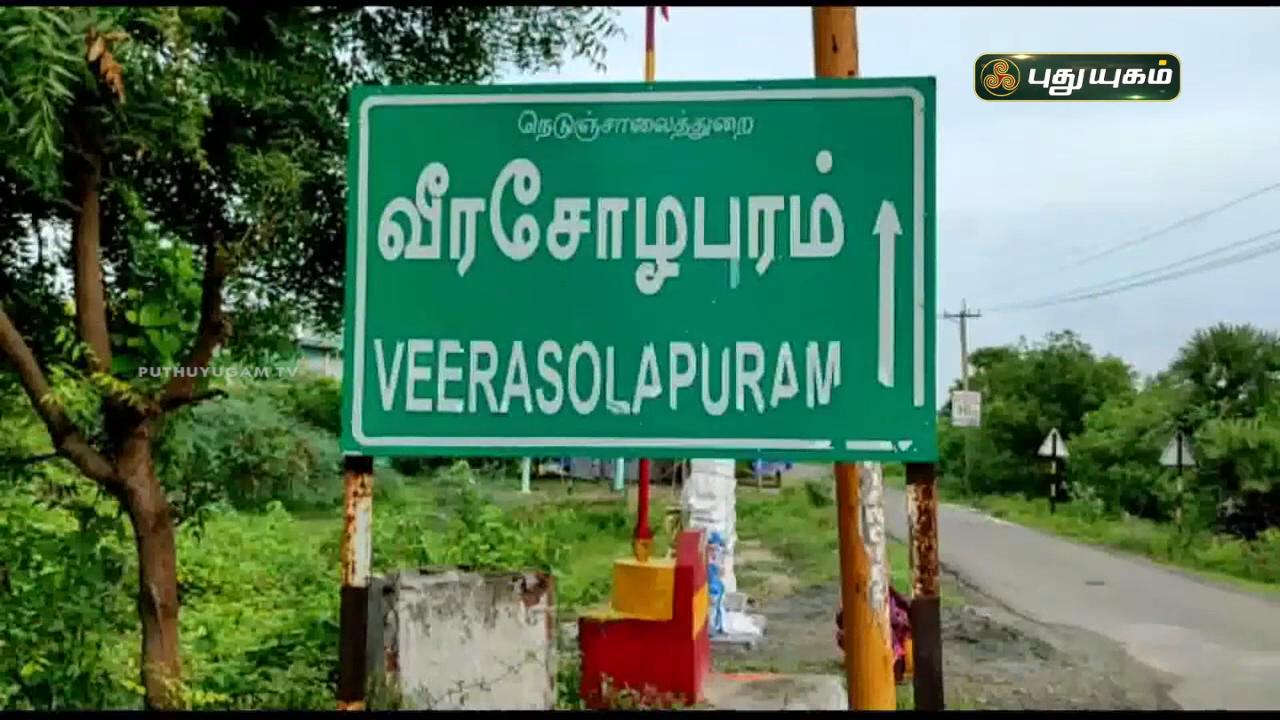 புதுயுகம்
நெடுஞ்சாலைத்துறை
வீரசோழபுரம்
VEERASOLAPURAM
PUTHUYUGAM TV